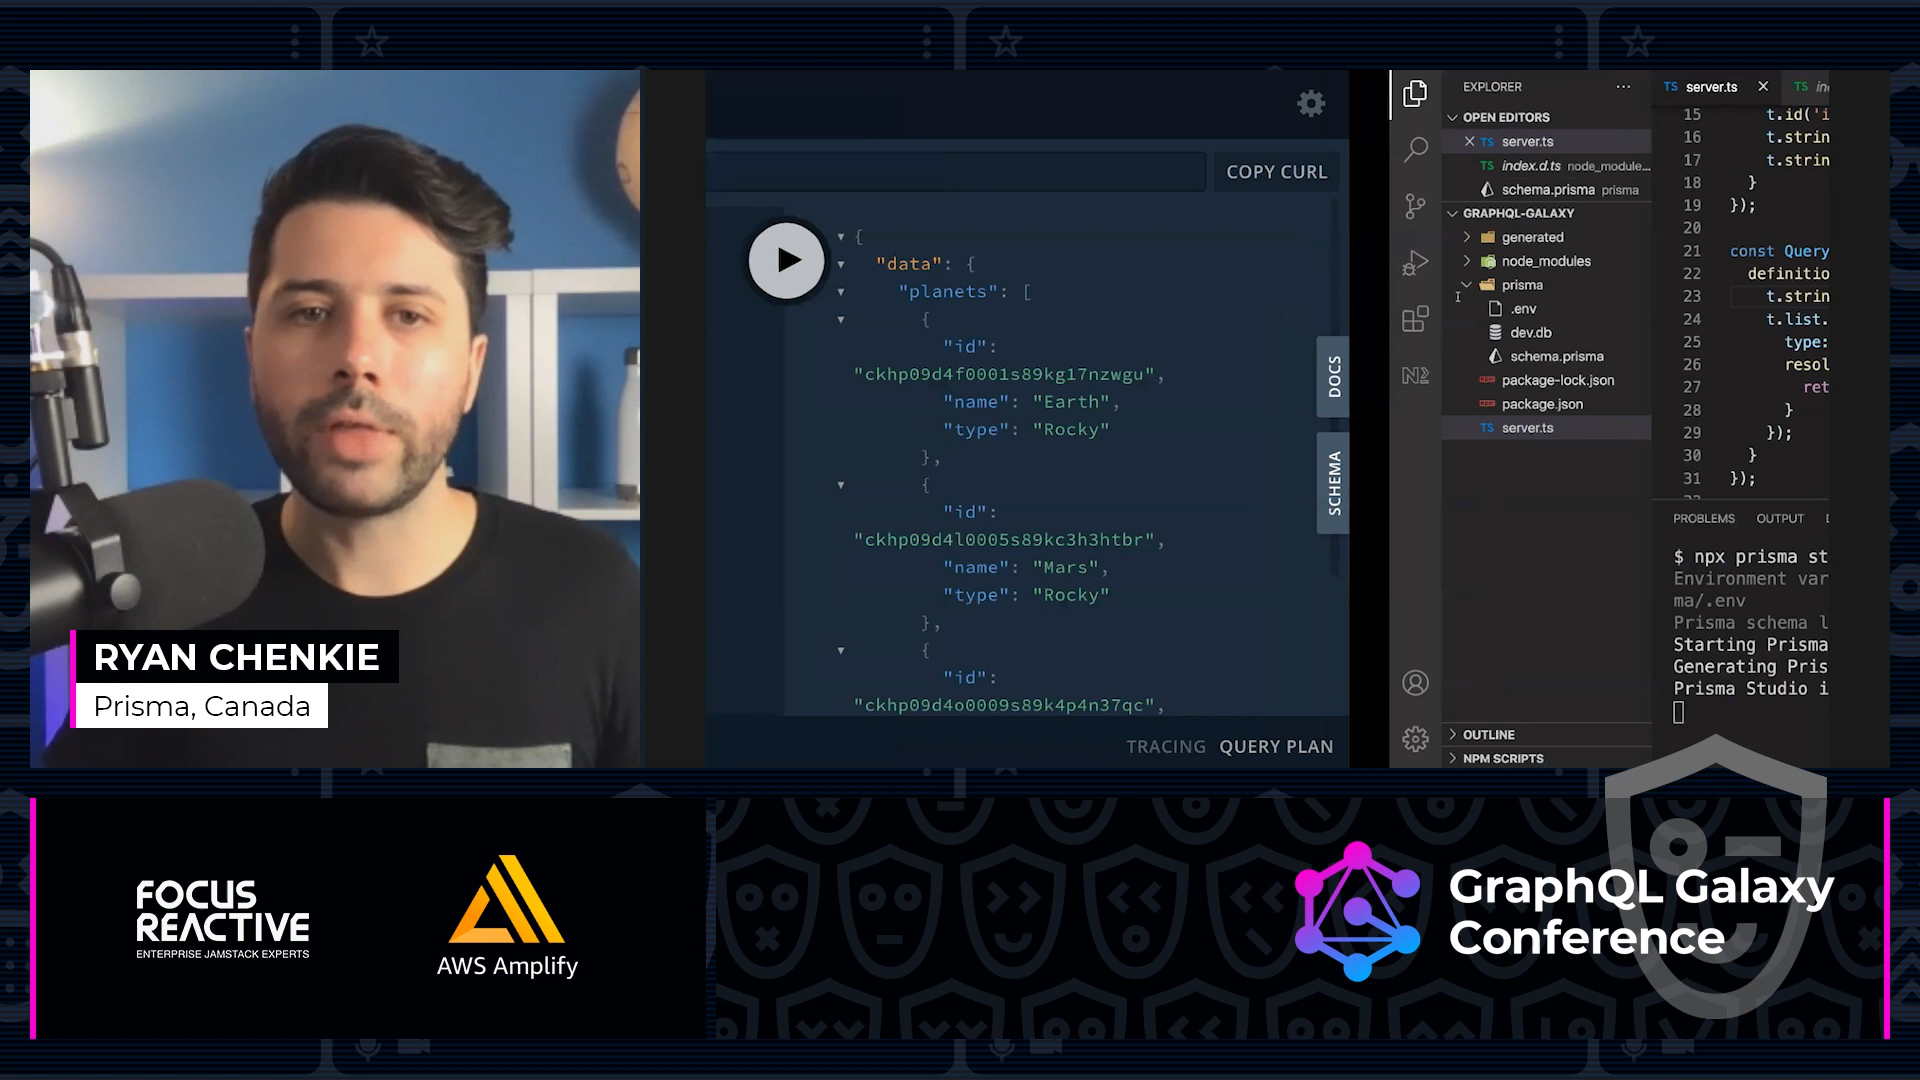 RYAN CHENKIE
Prisma, Canada
COPY CURL
{
"data": {
"planets": [
{
"id":
"ckhp09d4f0001s89kg17nzwgu",
"name": "Earth",
"type": "Rocky"
},
{
"id":
"ckhp09d4l0005s89kc3h3htbr",
"name": "Mars",
"type": "Rocky"
},
{
"id":
"ckhp09d4o0009s89k4p4n37qc",
DOCS
SCHEMA
TRACING QUERY PLAN
EXPLORER
OPEN EDITORS
TS server.ts
TS index.d.ts node_module...
schema.prisma prisma
GRAPHQL-GALAXY
generated
node_modules
prisma
.env
dev.db
schema.prisma
package-lock.json
package.json
TS server.ts
OUTLINE
NPM SCRIPTS
TS server.ts TS in
15 t.id('i
16 t.strin
17 t.strin
18 }
19 });
20
21 const Query
22 definitio
23 t.strin
24 t.list.
25 type:
26 resol
27 ret
28 }
29 });
30 }
31 });
PROBLEMS OUTPUT
$ npx prisma st
Environment var
ma/.env
Prisma schema l
Starting Prisma
Generating Pris
Prisma Studio i
FOCUS
REACTIVE
ENTERPRISE JAMSTACK EXPERTS
AWS Amplify
GraphQL Galaxy
Conference